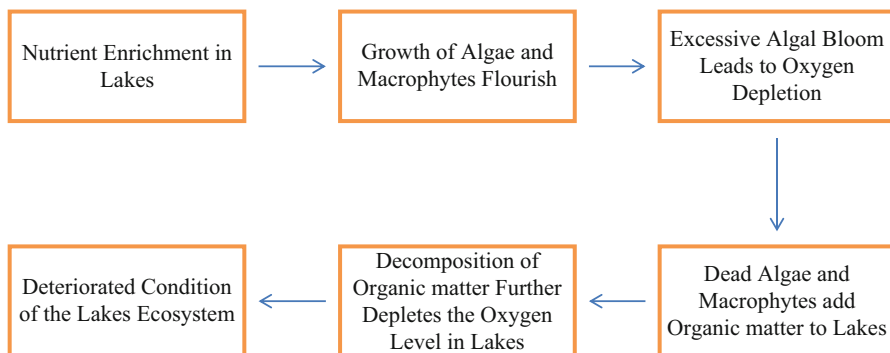 Nutrient Enrichment in
Lakes
Growth of Algae and
Macrophytes Flourish
Excessive Algal Bloom
Leads to Oxygen
Depletion
Dead Algae and
Macrophytes add
Organic matter to Lakes
Decomposition of
Organic matter Further
Depletes the Oxygen
Level in Lakes
Deteriorated Condition
of the Lakes Ecosystem